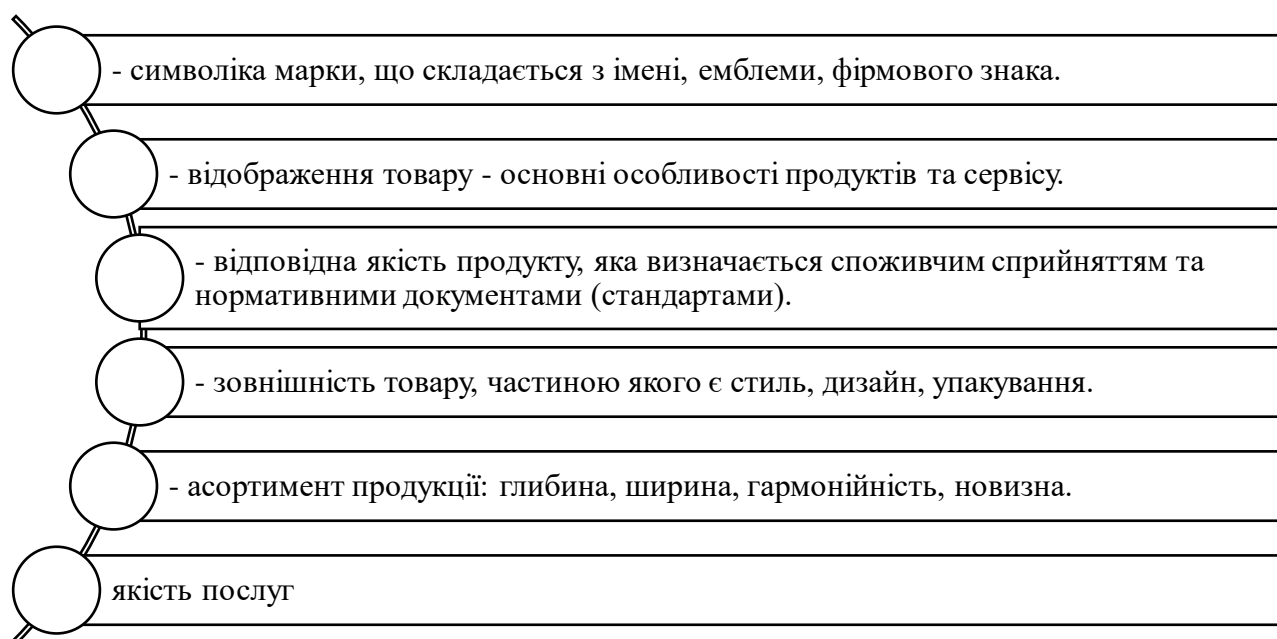 - символіка марки, що складається з імені, емблеми, фірмового знака.
- відображення товару - основні особливості продуктів та сервісу.
- відповідна якість продукту, яка визначається споживчим сприйняттям та
нормативними документами (стандартами).
- зовнішність товару, частиною якого є стиль, дизайн, упакування.
- асортимент продукції: глибина, ширина, гармонійність, новизна.
якість послуг